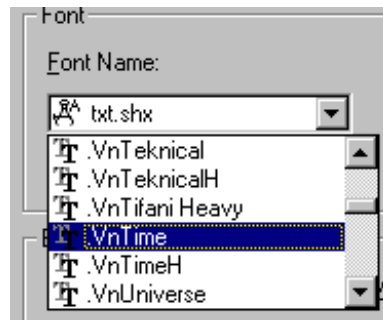 Font
Font Name:
txt.shx
.VnTeknical
.VnTeknicalH
.VnTifani Heavy
.VnTime
.VnTimeH
.VnUniverse